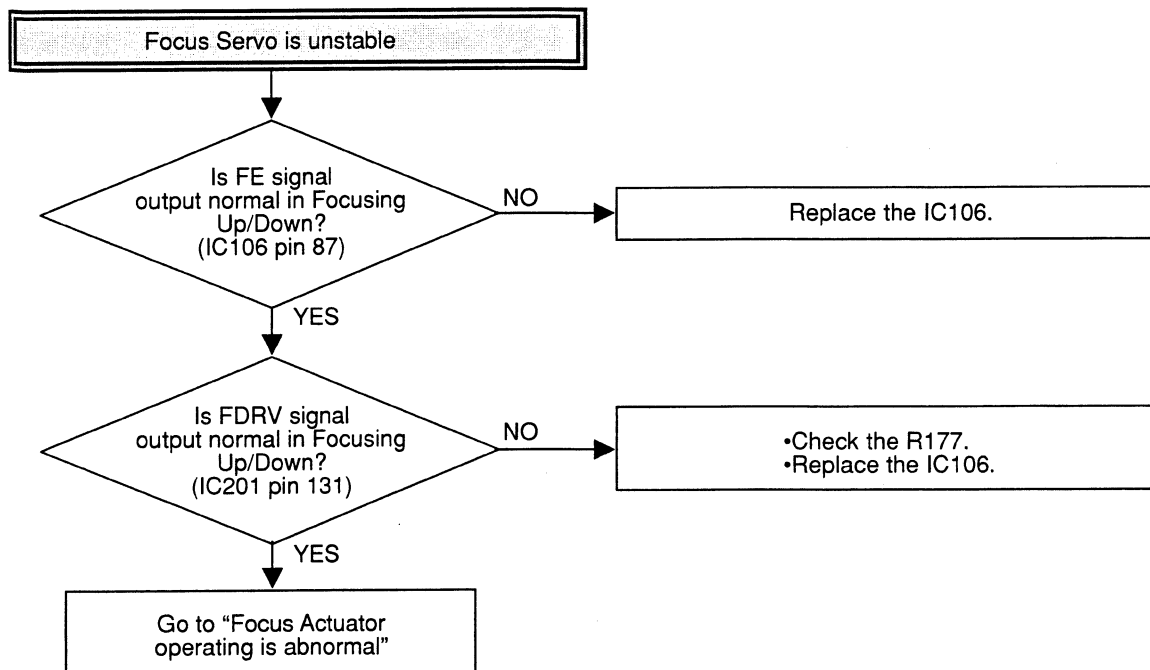 Focus Servo is unstable
Is FE signal
output normal in Focusing
Up/Down?
(IC106 pin 87)
NO
Replace the IC106.
YES
Is FDRV signal
output normal in Focusing
Up/Down?
(IC201 pin 131)
NO
•Check the R177.
•Replace the IC106.
YES
Go to “Focus Actuator
operating is abnormal”